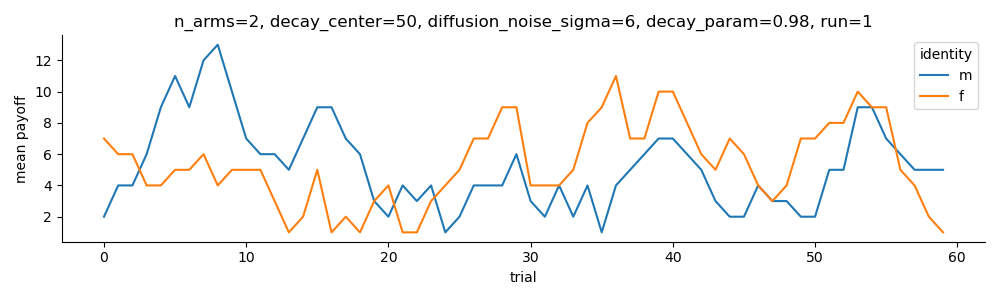 n_arms=2, decay_center=50, diffusion_noise_sigma=6, decay_param=0.98, run=1
identity
m
f
mean payoff
12
10
8
6
4
2
0 10 20 30 40 50 60
trial